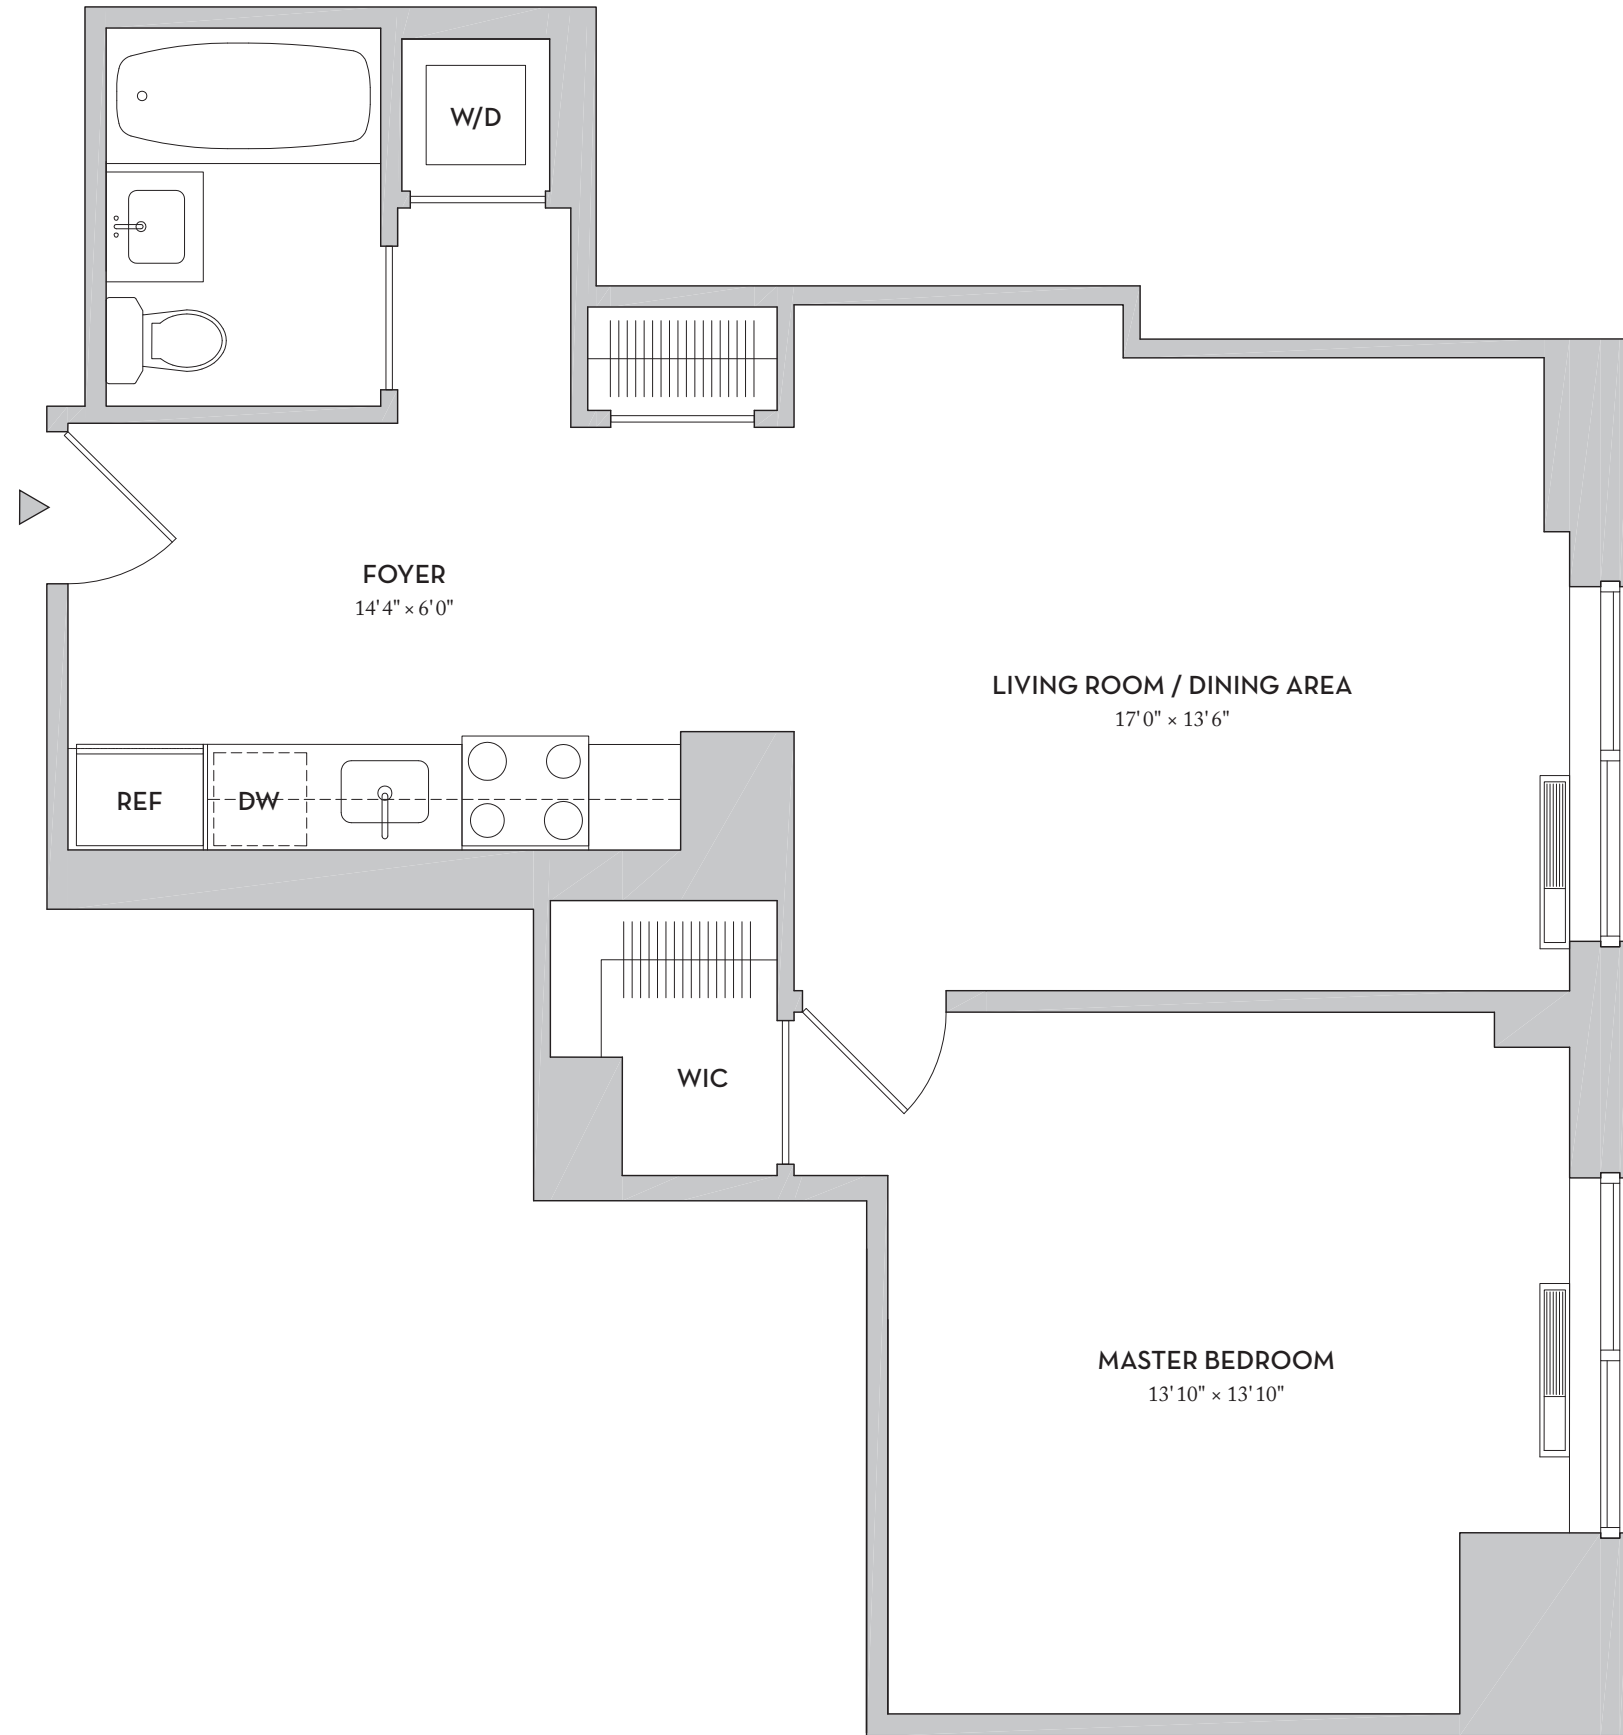 W/D
FOYER
14'4" × 6'0"
LIVING ROOM / DINING AREA
17'0" × 13'6"
REF
DW
WIC
MASTER BEDROOM
13'10" × 13'10"